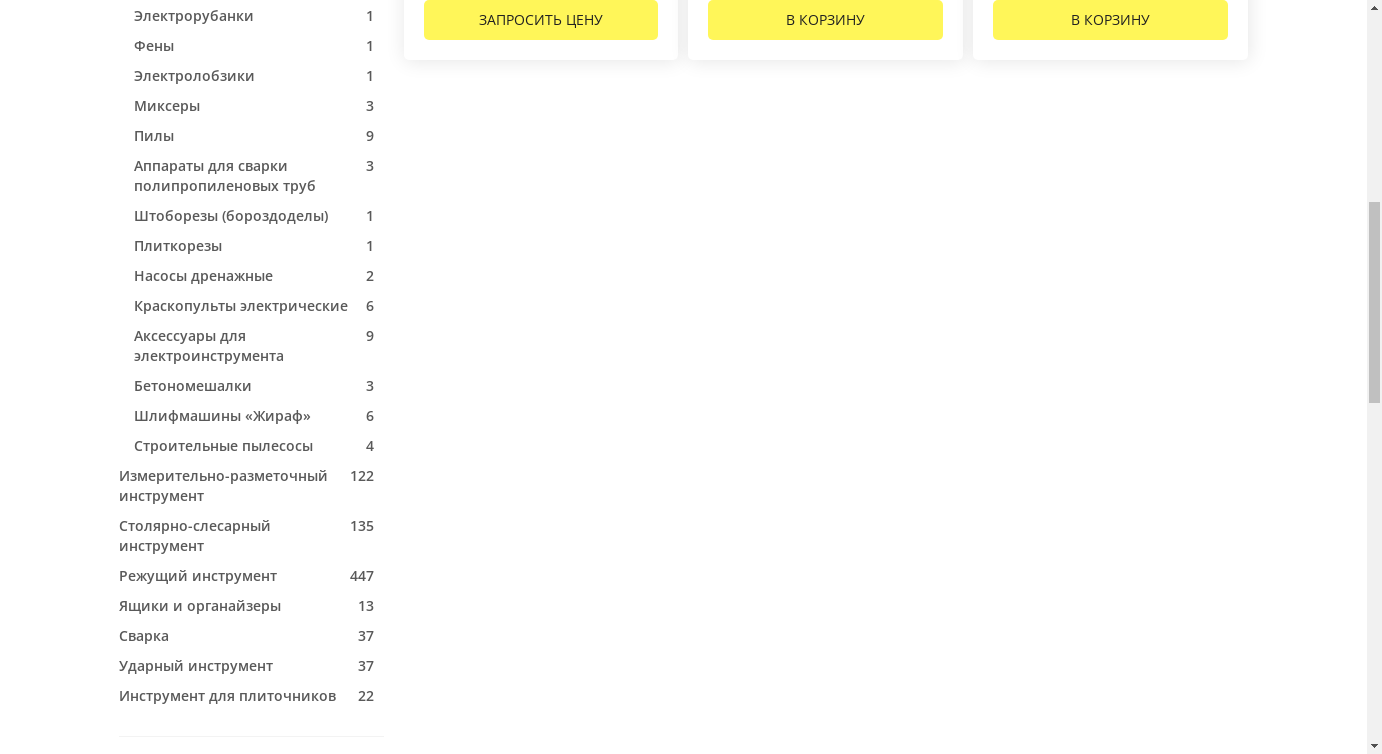 Электрорубанки 1
ЗАПРОСИТЬ ЦЕНУ В КОРЗИНУ В КОРЗИНУ
Фены 1
Электролобзики 1
Миксеры 3
Пилы 9
Аппараты для сварки 3
полипропиленовых труб
Штоборезы (бороздоделы) 1
Плиткорезы 1
Насосы дренажные 2
Краскопульты электрические 6
Аксессуары для 9
электроинструмента
Бетономешалки 3
Шлифмашины «Жираф» 6
Строительные пылесосы 4
Измерительно-разметочный 122
инструмент
Столярно-слесарный 135
инструмент
Режущий инструмент 447
Ящики и органайзеры 13
Сварка 37
Ударный инструмент 37
Инструмент для плиточников 22